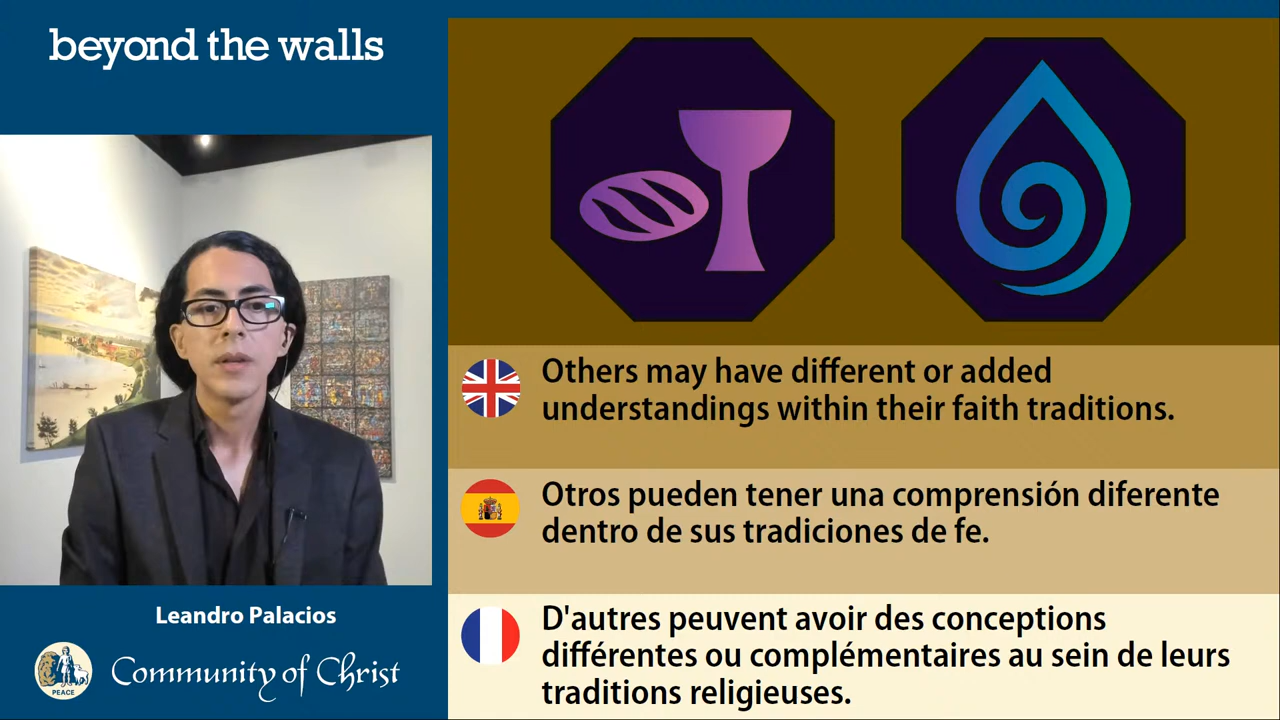 beyond the walls
Others may have different or added
understandings within their faith traditions.
Otros pueden tener una comprensión diferente
dentro de sus tradiciones de fe.
D'autres peuvent avoir des conceptions
différentes ou complémentaires au sein de leurs
traditions religieuses.
Leandro Palacios
PEACE
Community of Christ